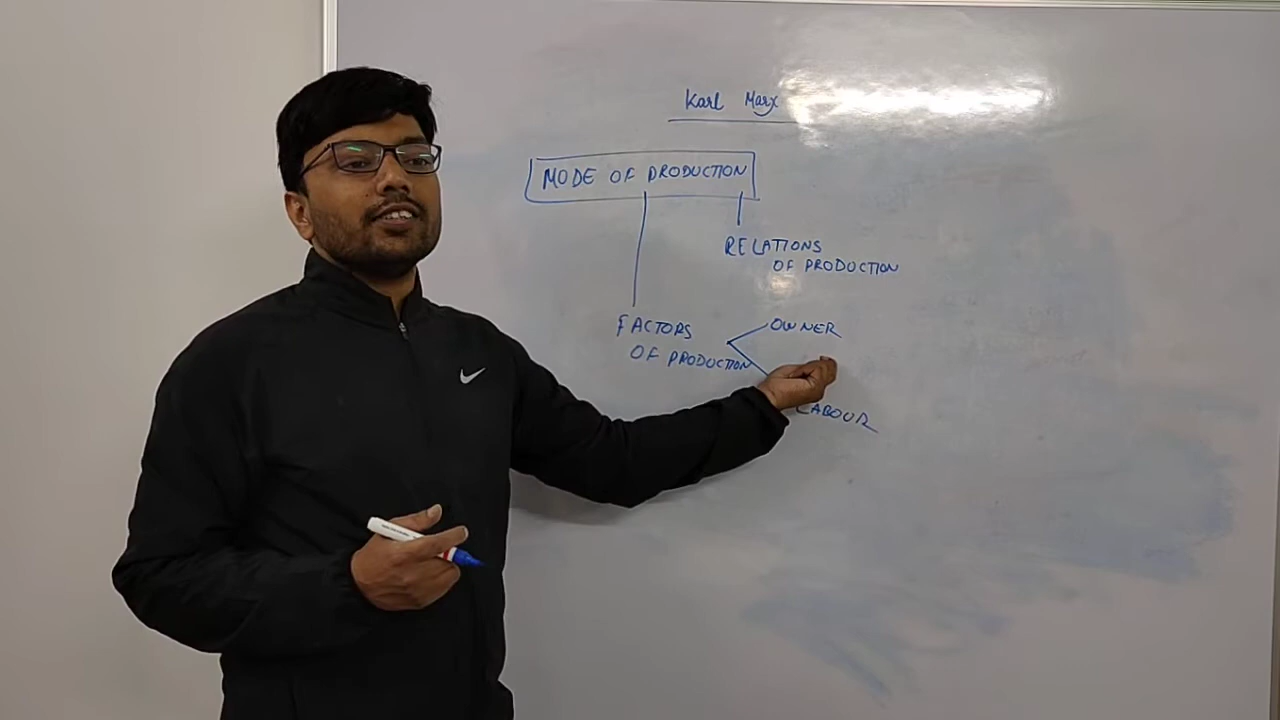 Karl Marx
MODE OF PRODUCTION
RELATIONS
OF PRODUCTION
FACTORS
OF PRODUCTION
OWNER
LABOUR